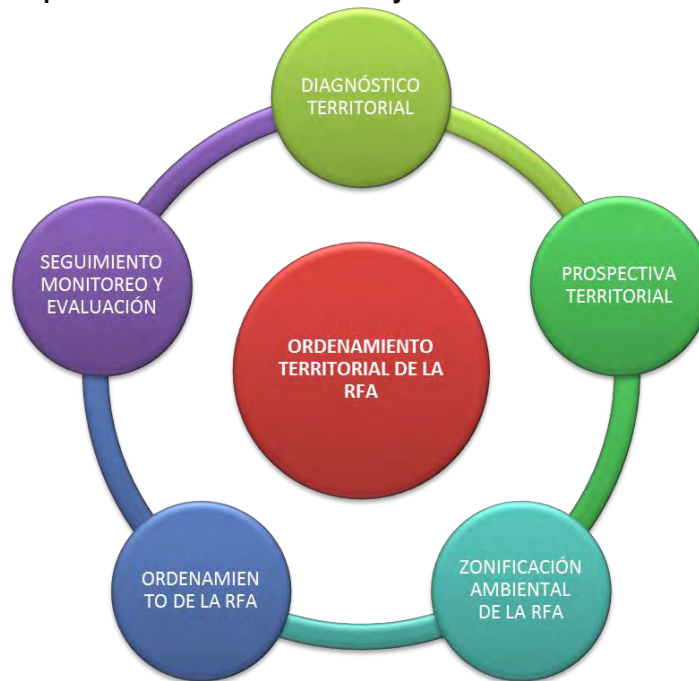 DIAGNÓSTICO
TERRITORIAL
SEGUIMIENTO
MONITOREO Y
EVALUACIÓN
PROSPECTIVA
TERRITORIAL
ORDENAMIENTO
TERRITORIAL DE LA
RFA
ORDENAMIEN
TO DE LA RFA
ZONIFICACIÓN
AMBIENTAL
DE LA RFA